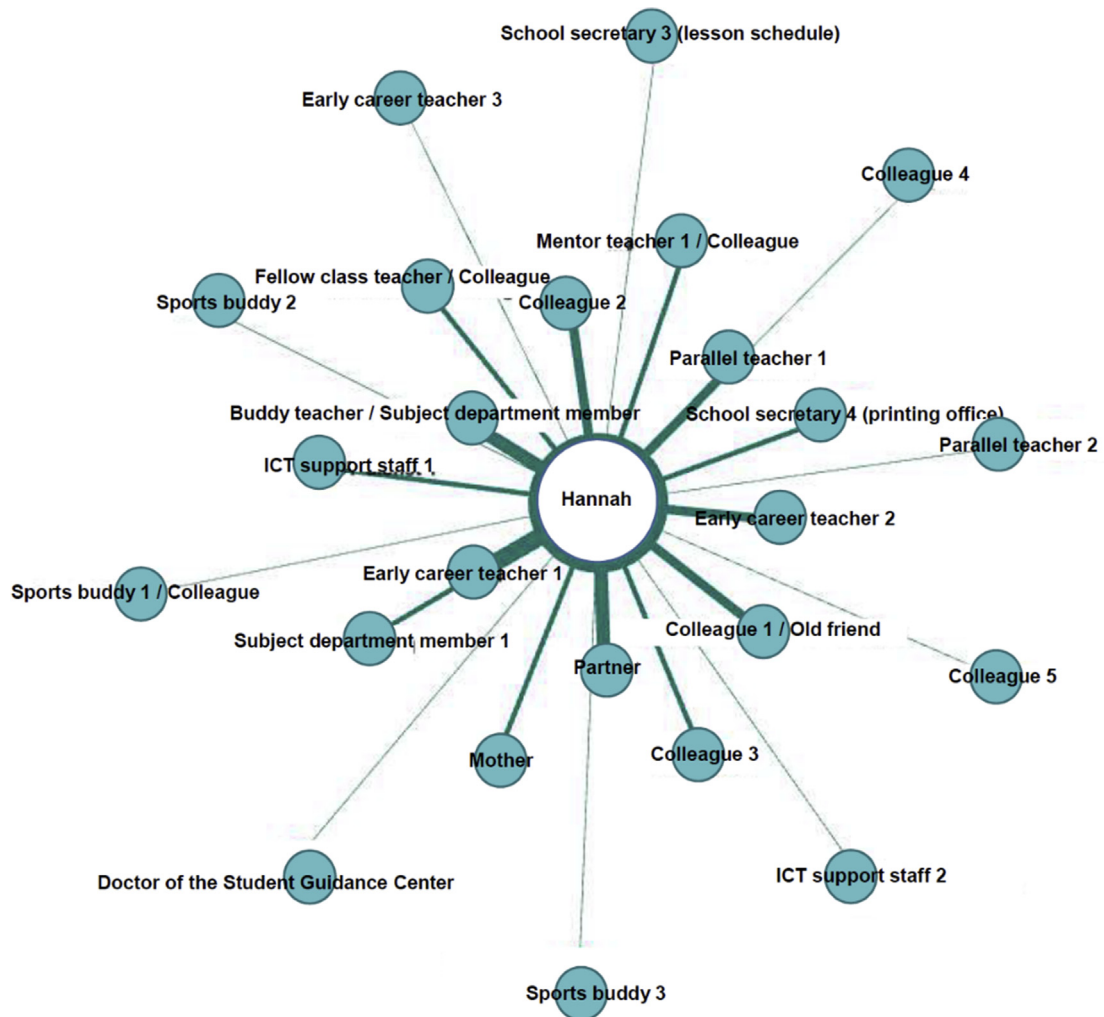 School secretary 3 (lesson schedule)
Early career teacher 3
Colleague 4
Mentor teacher 1 / Colleague
Fellow class teacher / Colleague
Sports buddy 2
Colleague 2
Parallel teacher 1
Buddy teacher / Subject department member
School secretary 4 (printing office)
Parallel teacher 2
ICT support staff 1
Hannah
Early career teacher 2
Early career teacher 1
Sports buddy 1 / Colleague
Colleague 1 / Old friend
Subject department member 1
Partner
Colleague 5
Mother
Colleague 3
Doctor of the Student Guidance Center
ICT support staff 2
Sports buddy 3